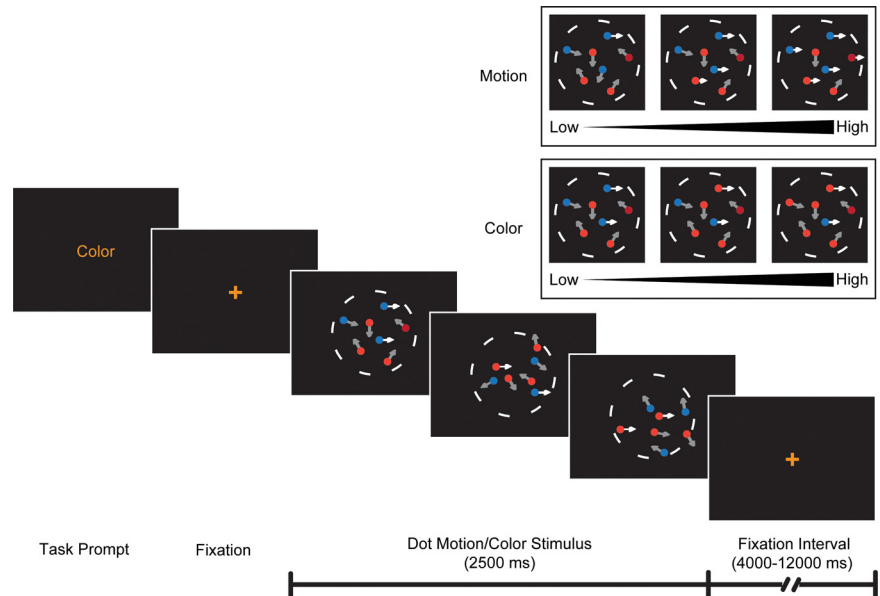 Motion
Low
High
Color
Low
High
Color
Task Prompt
Fixation
Dot Motion/Color Stimulus
(2500 ms)
Fixation Interval
(4000-12000 ms)